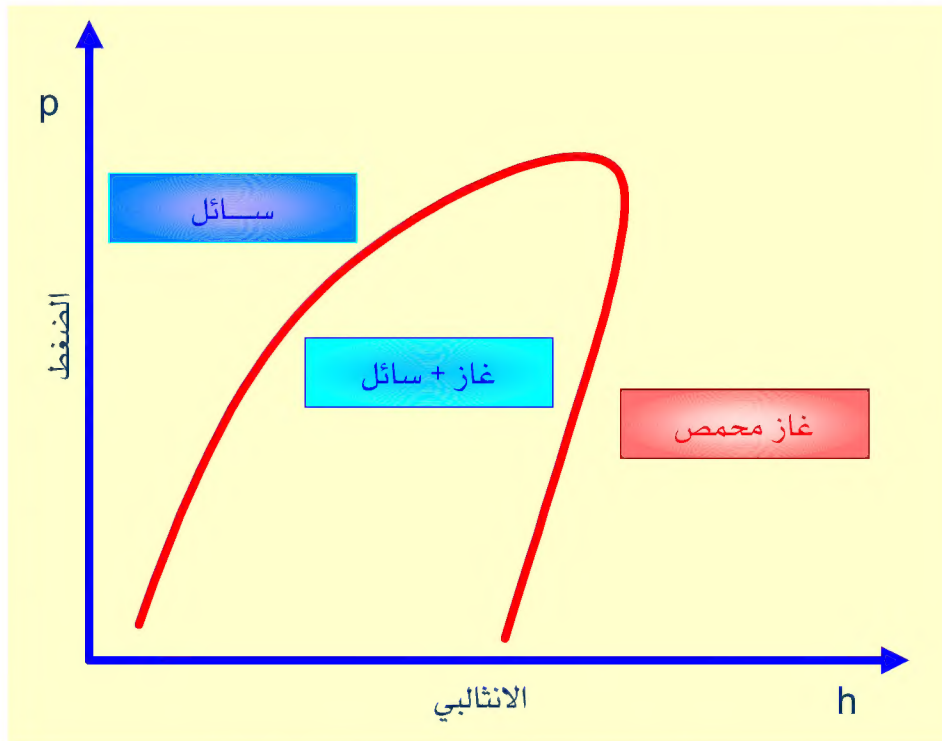 p
ســـائل
الضغط
غاز + سائل
غاز محمص
الانثالبي
h